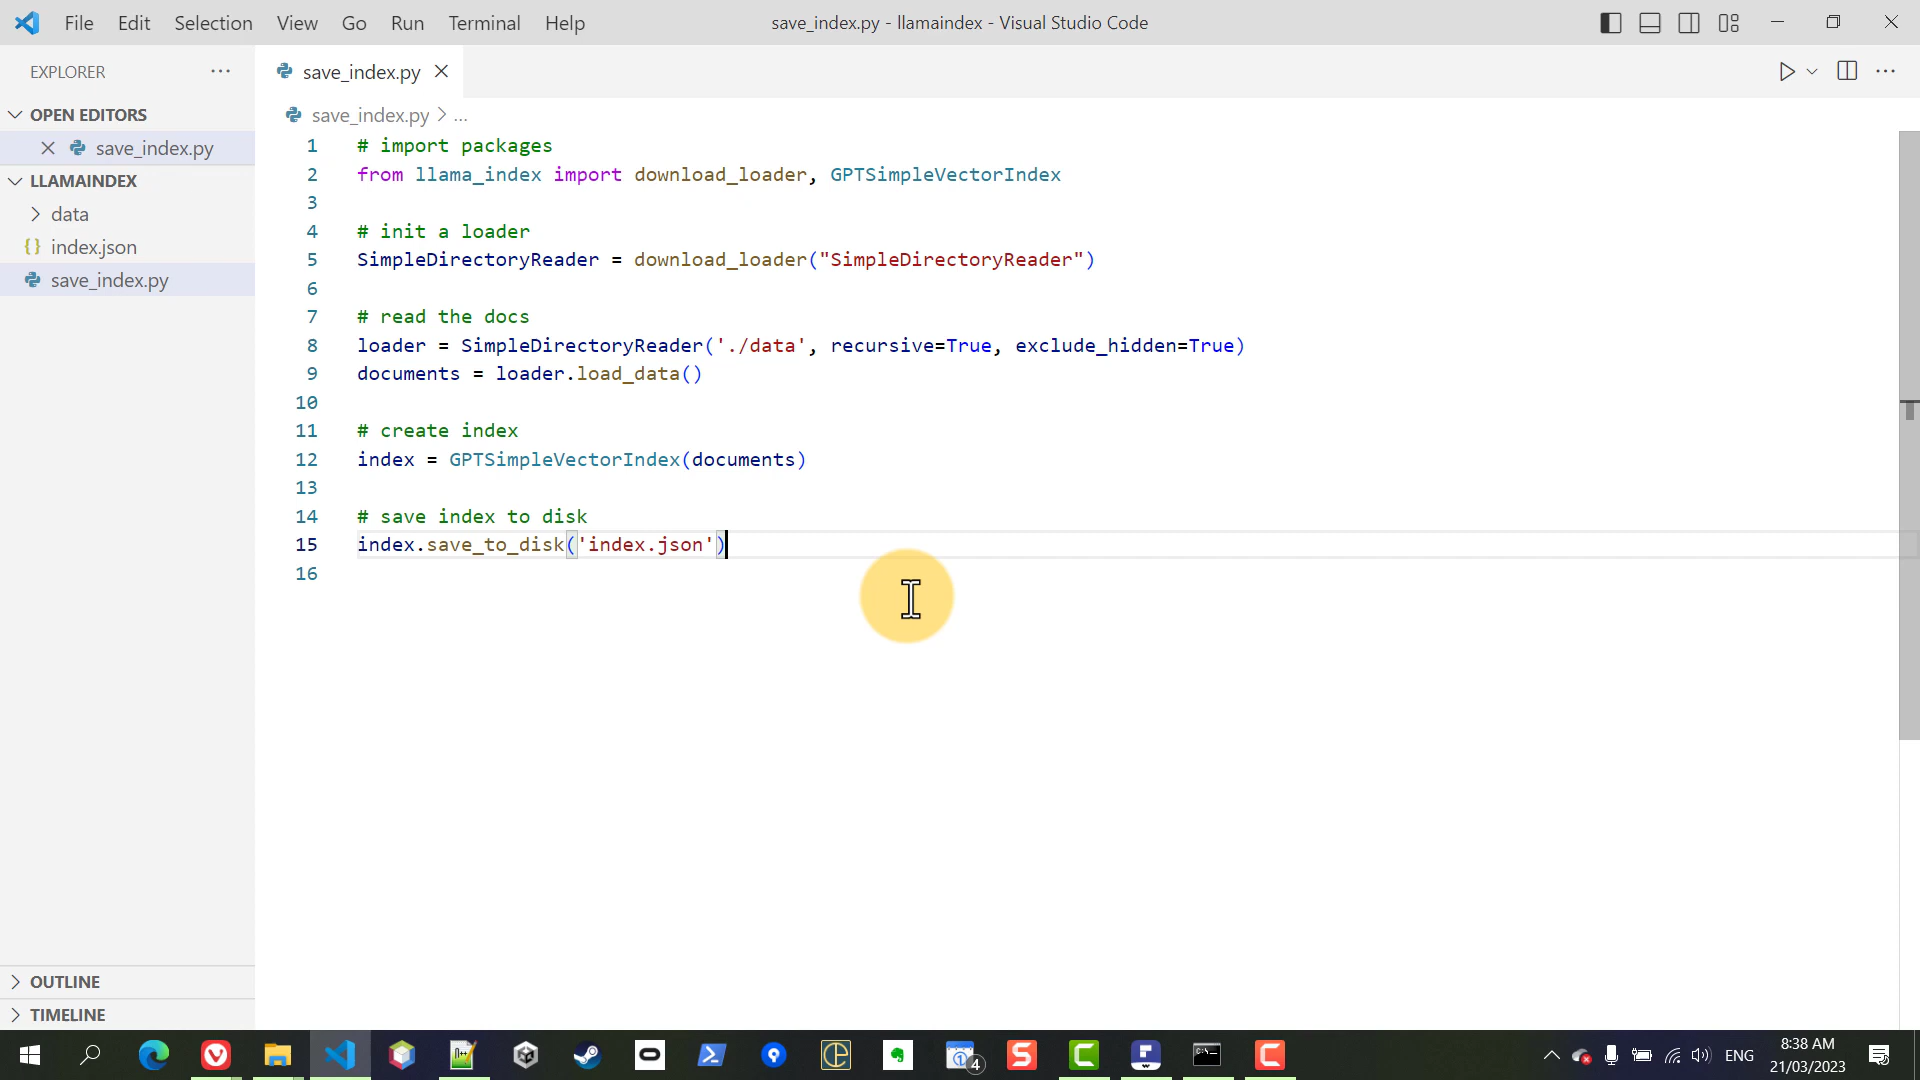 File Edit Selection View Go Run Terminal Help
save_index.py - llamaindex - Visual Studio Code
EXPLORER
OPEN EDITORS
save_index.py
LLAMAINDEX
data
index.json
save_index.py
OUTLINE
TIMELINE
save_index.py
save_index.py > ...
1 # import packages
2 from llama_index import download_loader, GPTSimpleVectorIndex
3
4 # init a loader
5 SimpleDirectoryReader = download_loader("SimpleDirectoryReader")
6
7 # read the docs
8 loader = SimpleDirectoryReader('./data', recursive=True, exclude_hidden=True)
9 documents = loader.load_data()
10
11 # create index
12 index = GPTSimpleVectorIndex(documents)
13
14 # save index to disk
15 index.save_to_disk('index.json')
16
4
ENG
8:38 AM
21/03/2023